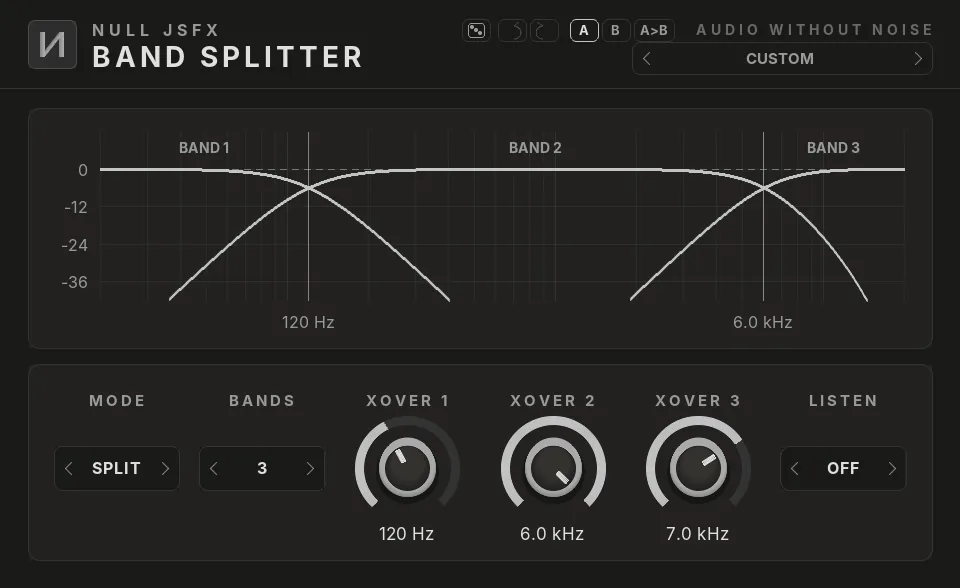 NULL JSFX
BAND SPLITTER
A B A>B AUDIO WITHOUT NOISE
CUSTOM
BAND 1 BAND 2 BAND 3
0
-12
-24
-36
120 Hz 6.0 kHz
MODE BANDS XOVER 1 XOVER 2 XOVER 3 LISTEN
SPLIT 3 OFF
120 Hz 6.0 kHz 7.0 kHz